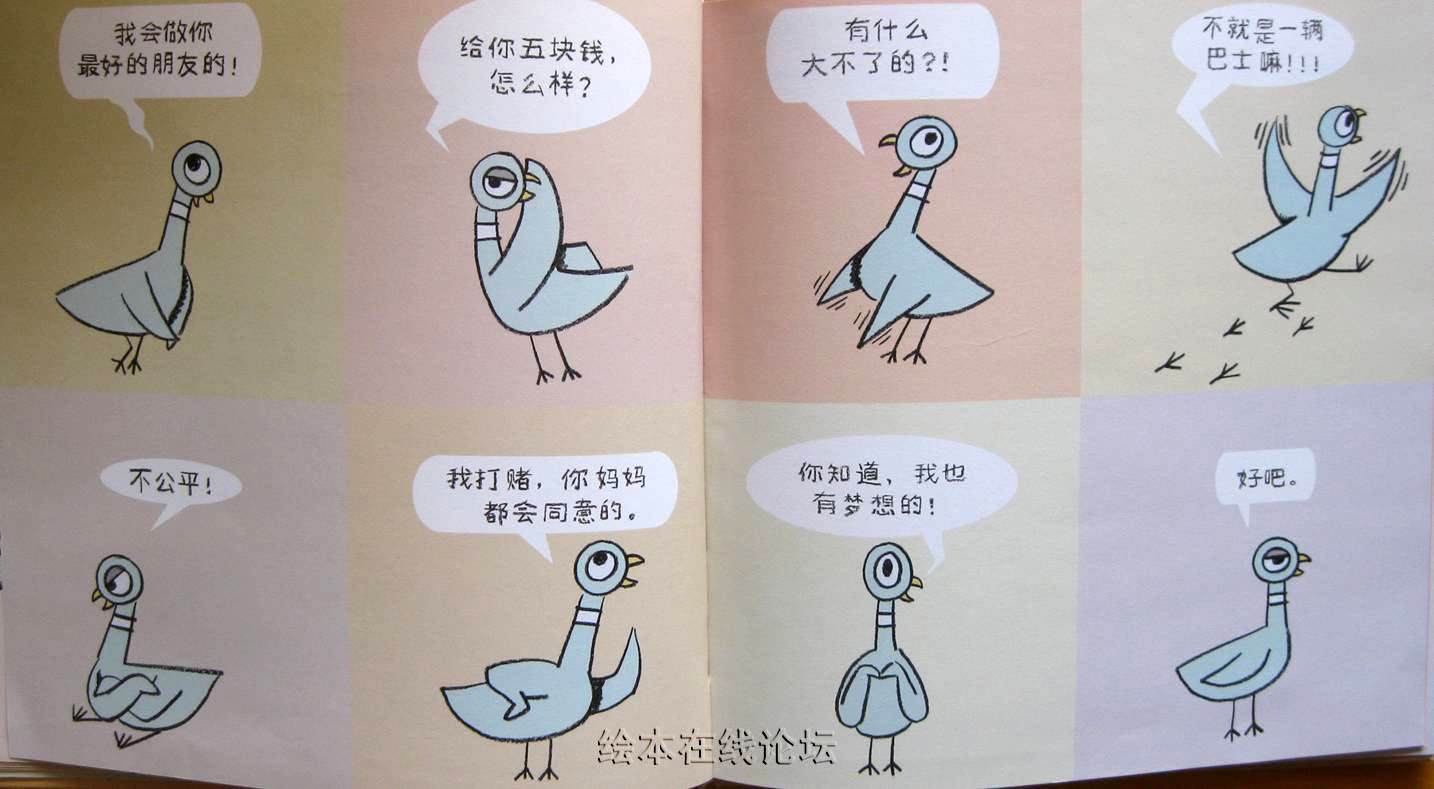 我会做你
最好的朋友的！
给你五块钱，
怎么样？
有什么
大不了的？！
不就是一辆
巴士嘛！！！
不公平！
我打赌，你妈妈
都会同意的。
你知道，我也
有梦想的！
好吧。
绘本在线论坛